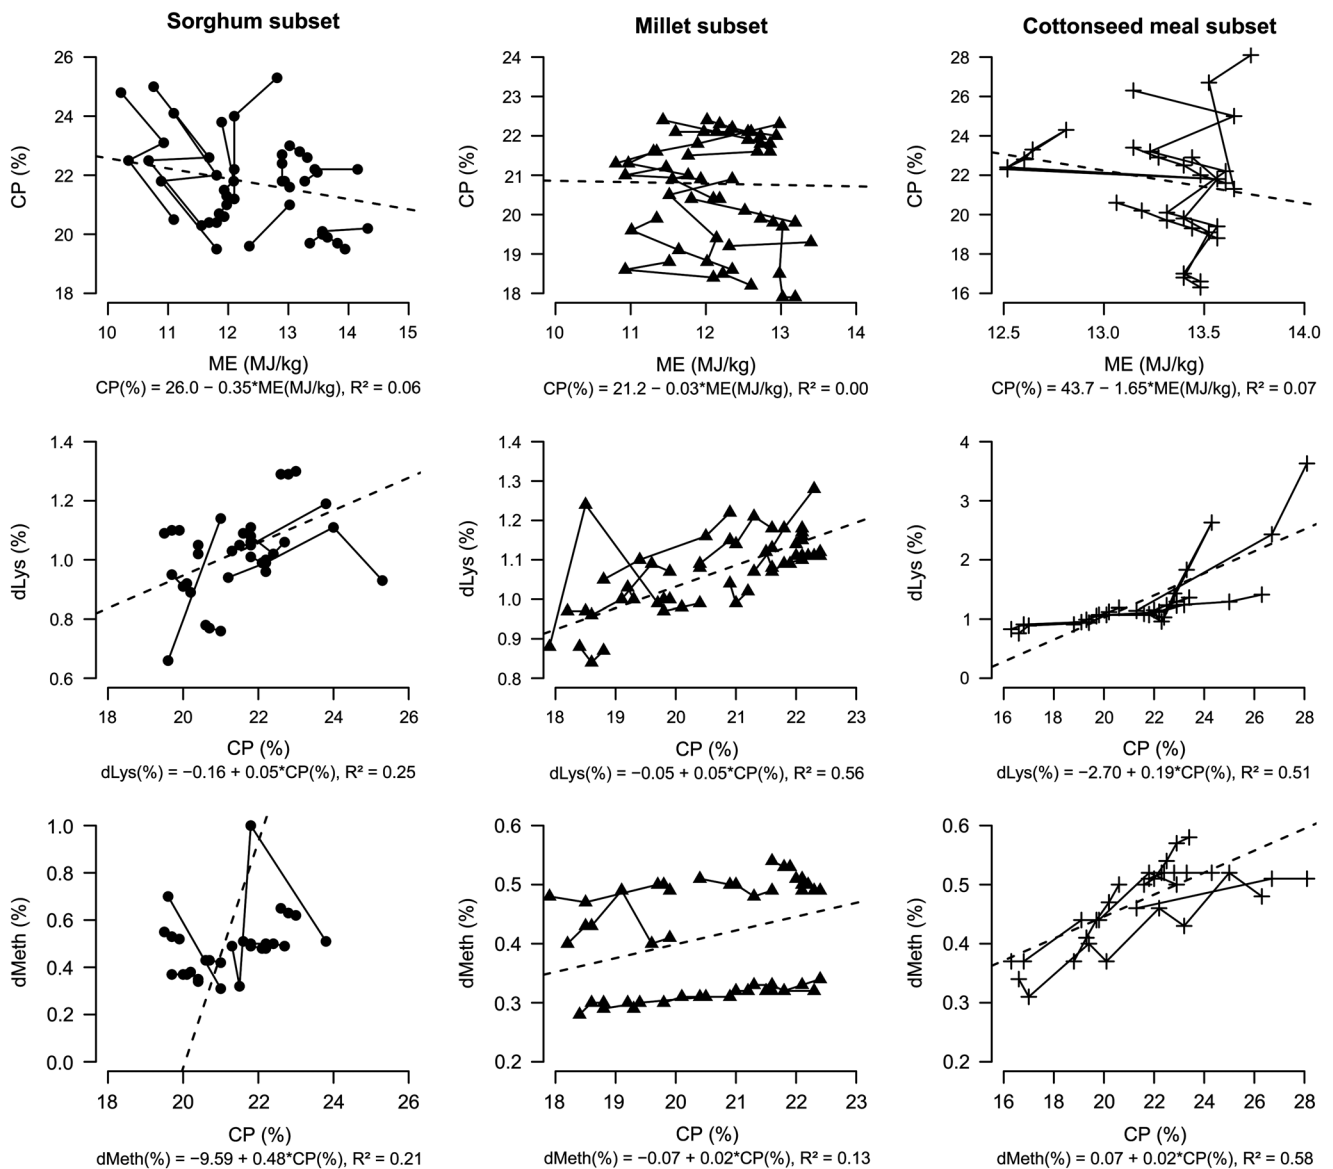 Sorghum subset
Millet subset
Cottonseed meal subset
CP (%)
26
24
22
20
18
10 11 12 13 14 15
ME (MJ/kg)
CP(%) = 26.0 − 0.35*ME(MJ/kg), R² = 0.06
CP (%)
24
23
22
21
20
19
18
10 11 12 13 14
ME (MJ/kg)
CP(%) = 21.2 − 0.03*ME(MJ/kg), R² = 0.00
CP (%)
28
26
24
22
20
18
16
12.5 13.0 13.5 14.0
ME (MJ/kg)
CP(%) = 43.7 − 1.65*ME(MJ/kg), R² = 0.07
dLys (%)
1.4
1.2
1.0
0.8
0.6
18 20 22 24 26
CP (%)
dLys(%) = −0.16 + 0.05*CP(%), R² = 0.25
dLys (%)
1.4
1.3
1.2
1.1
1.0
0.9
0.8
18 19 20 21 22 23
CP (%)
dLys(%) = −0.05 + 0.05*CP(%), R² = 0.56
dLys (%)
4
3
2
1
0
16 18 20 22 24 26 28
CP (%)
dLys(%) = −2.70 + 0.19*CP(%), R² = 0.51
dMeth (%)
1.0
0.8
0.6
0.4
0.2
0.0
18 20 22 24 26
CP (%)
dMeth(%) = −9.59 + 0.48*CP(%), R² = 0.21
dMeth (%)
0.6
0.5
0.4
0.3
0.2
18 19 20 21 22 23
CP (%)
dMeth(%) = −0.07 + 0.02*CP(%), R² = 0.13
dMeth (%)
0.6
0.5
0.4
0.3
0.2
16 18 20 22 24 26 28
CP (%)
dMeth(%) = 0.07 + 0.02*CP(%), R² = 0.58